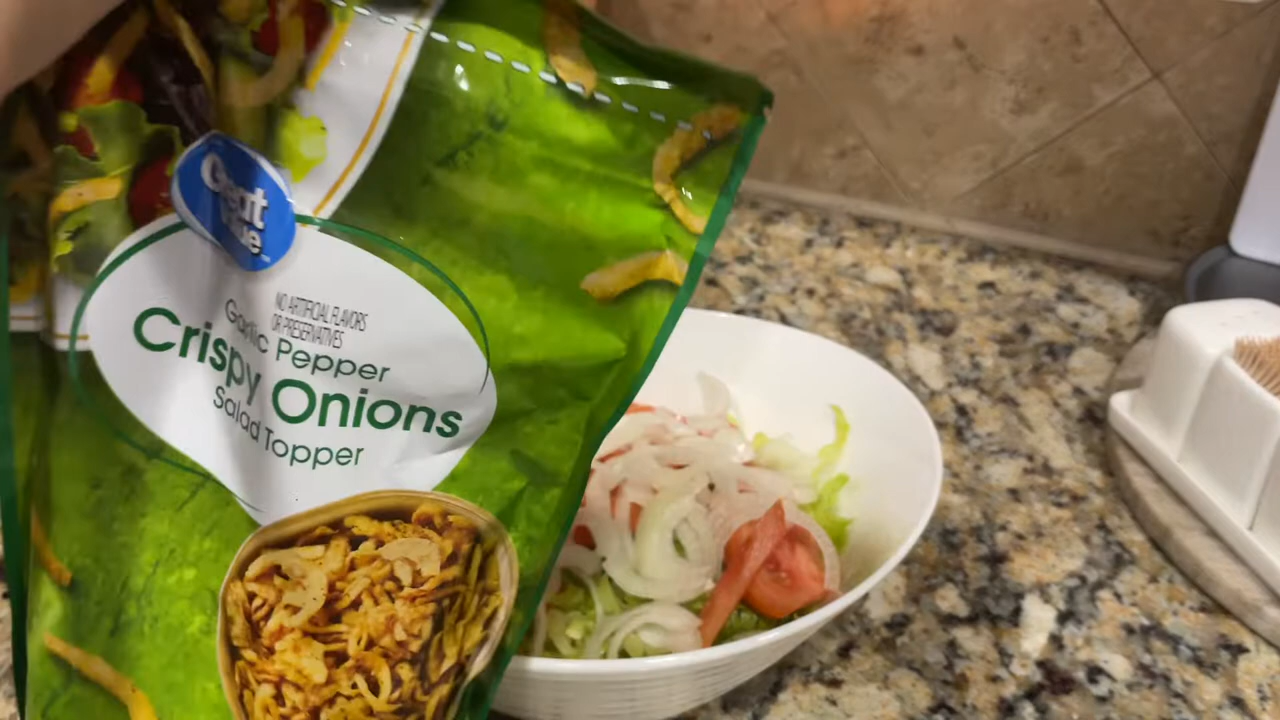 Great
Value
NO ARTIFICIAL FLAVORS
OR PRESERVATIVES
Garlic Pepper
Crispy Onions
Salad Topper